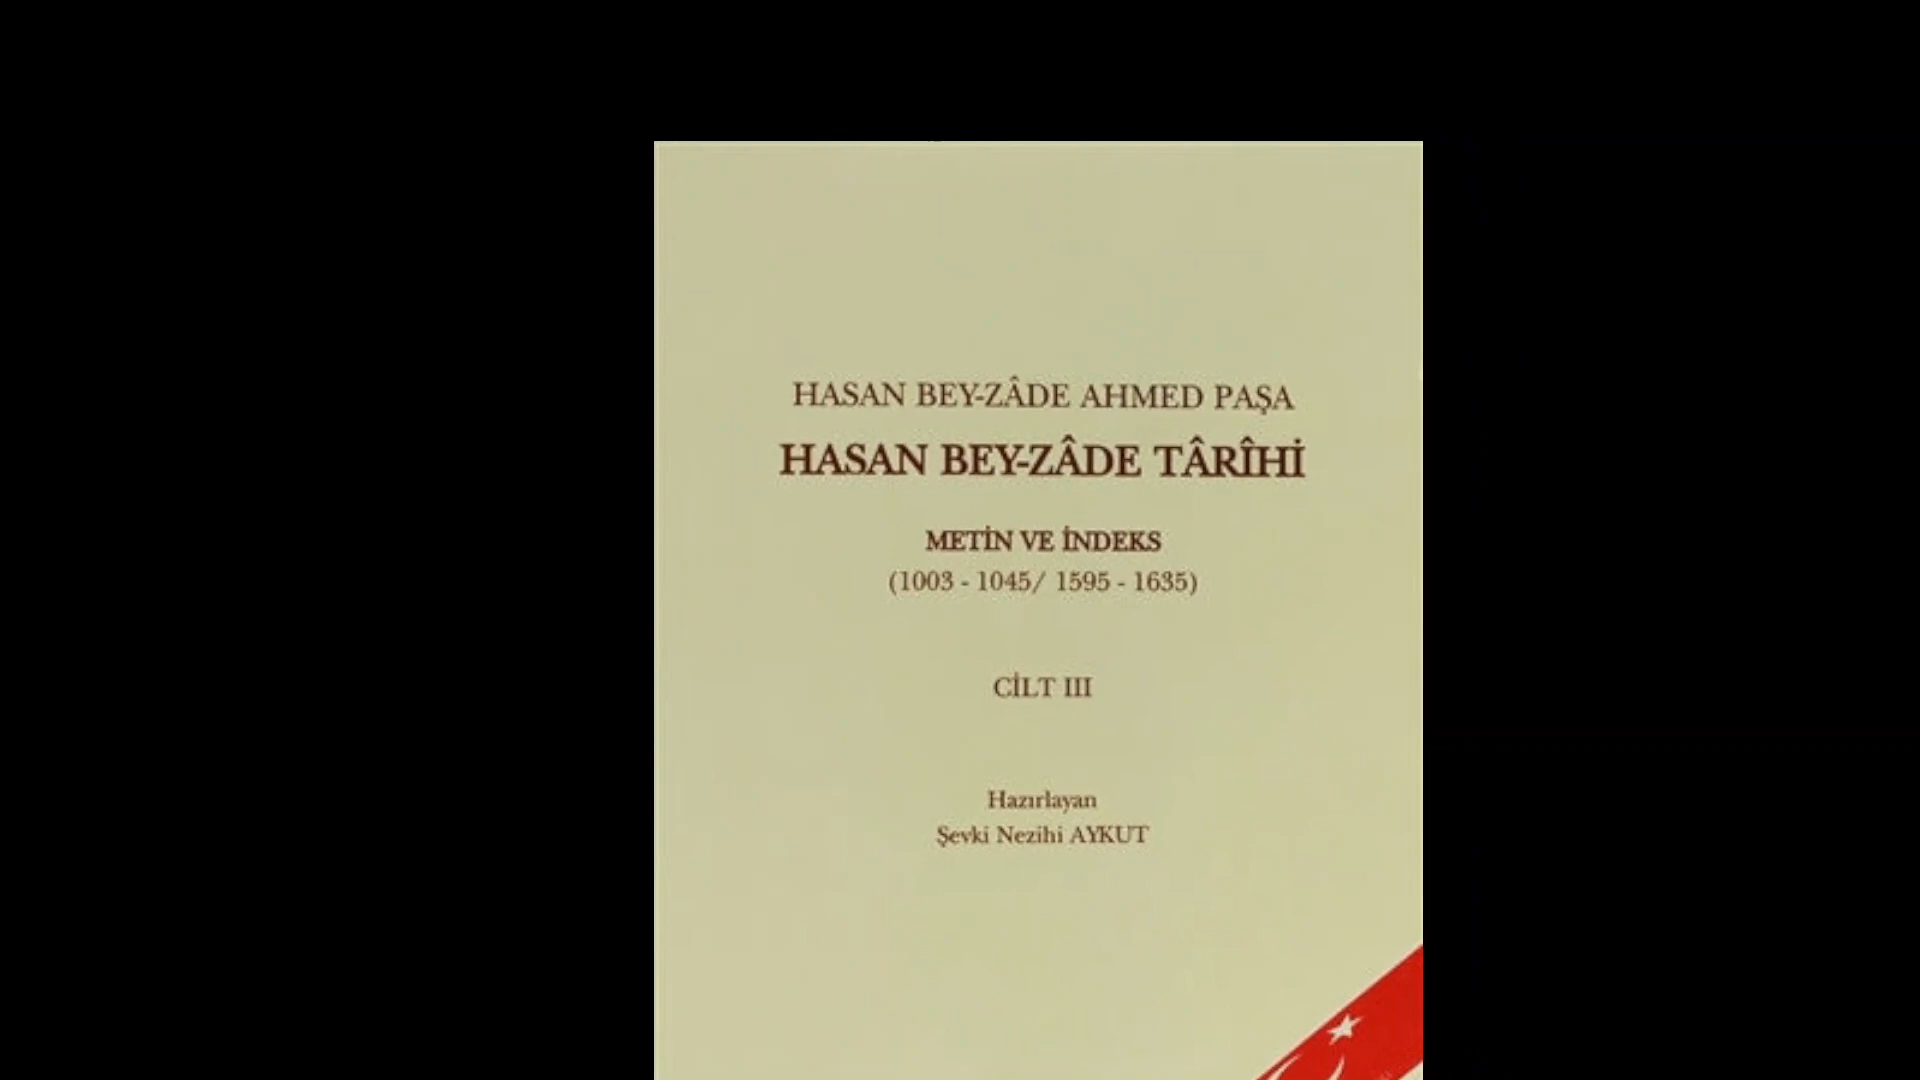 HASAN BEY-ZÂDE AHMED PAŞA
HASAN BEY-ZÂDE TÂRÎHİ
METİN VE İNDEKS
(1003 - 1045/ 1595 - 1635)
CİLT III
Hazırlayan
Şevki Nezihi AYKUT